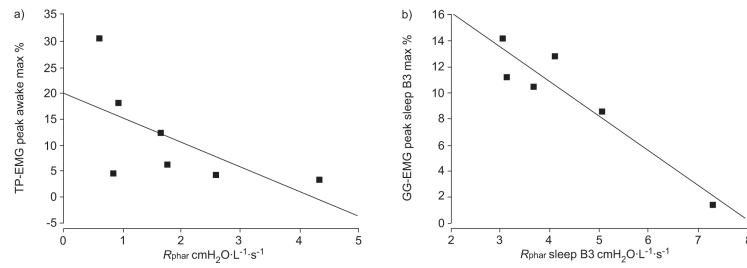 a)
TP-EMG peak awake max %
35
30
25
20
15
10
5
0
-5
0 1 2 3 4 5
Rphar cmH₂O·L⁻¹·s⁻¹
b)
GG-EMG peak sleep B3 max %
16
14
12
10
8
6
4
2
0
2 3 4 5 6 7 8
Rphar sleep B3 cmH₂O·L⁻¹·s⁻¹